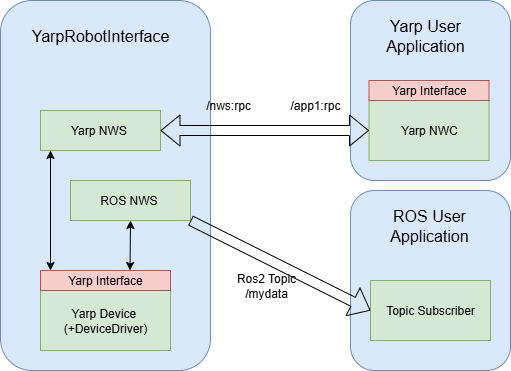 YarpRobotInterface
Yarp NWS
ROS NWS
Yarp Interface
Yarp Device
(+DeviceDriver)
/nws:rpc
/app1:rpc
Ros2 Topic
/mydata
Yarp User
Application
Yarp Interface
Yarp NWC
ROS User
Application
Topic Subscriber